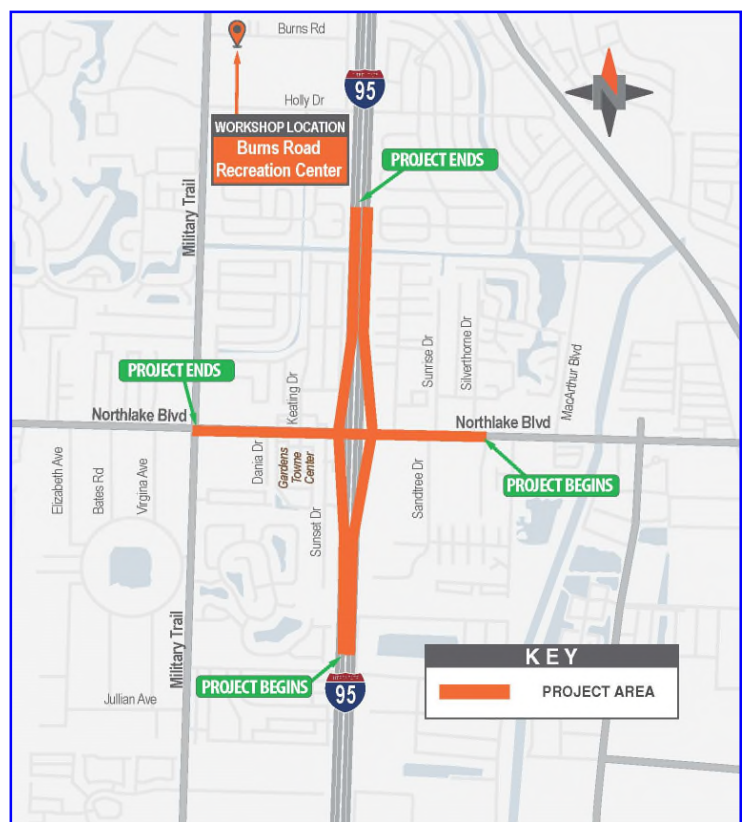 Burns Rd
95
Holly Dr
WORKSHOP LOCATION
Burns Road
Recreation Center
PROJECT ENDS
Military Trail
Sunrise Dr
Silverthorne Dr
MacArthur Blvd
PROJECT ENDS
Keating Dr
Northlake Blvd
Northlake Blvd
Elizabeth Ave
Bates Rd
Virgina Ave
Dania Dr
Gardens
Towne
Center
Sunset Dr
Sandtree Dr
PROJECT BEGINS
Military Trail
KEY
PROJECT AREA
PROJECT BEGINS
95
Jullian Ave